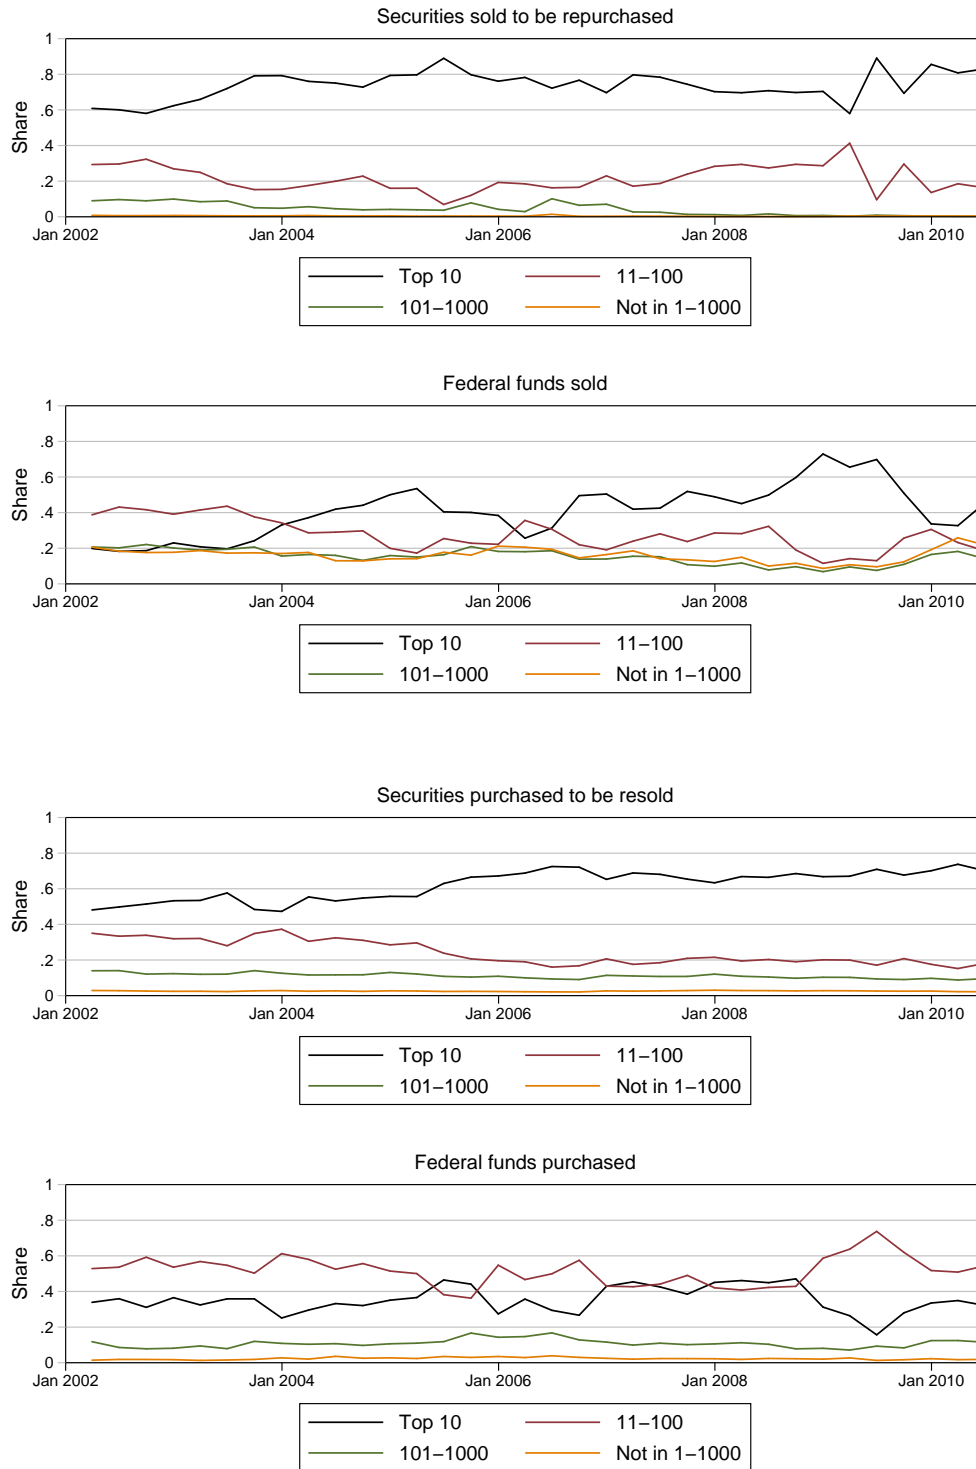 Securities sold to be repurchased
1
.8
.6
.4
.2
0
Share
Jan 2002 Jan 2004 Jan 2006 Jan 2008 Jan 2010
Top 10 11−100
101−1000 Not in 1−1000
Federal funds sold
1
.8
.6
.4
.2
0
Share
Jan 2002 Jan 2004 Jan 2006 Jan 2008 Jan 2010
Top 10 11−100
101−1000 Not in 1−1000
Securities purchased to be resold
1
.8
.6
.4
.2
0
Share
Jan 2002 Jan 2004 Jan 2006 Jan 2008 Jan 2010
Top 10 11−100
101−1000 Not in 1−1000
Federal funds purchased
1
.8
.6
.4
.2
0
Share
Jan 2002 Jan 2004 Jan 2006 Jan 2008 Jan 2010
Top 10 11−100
101−1000 Not in 1−1000